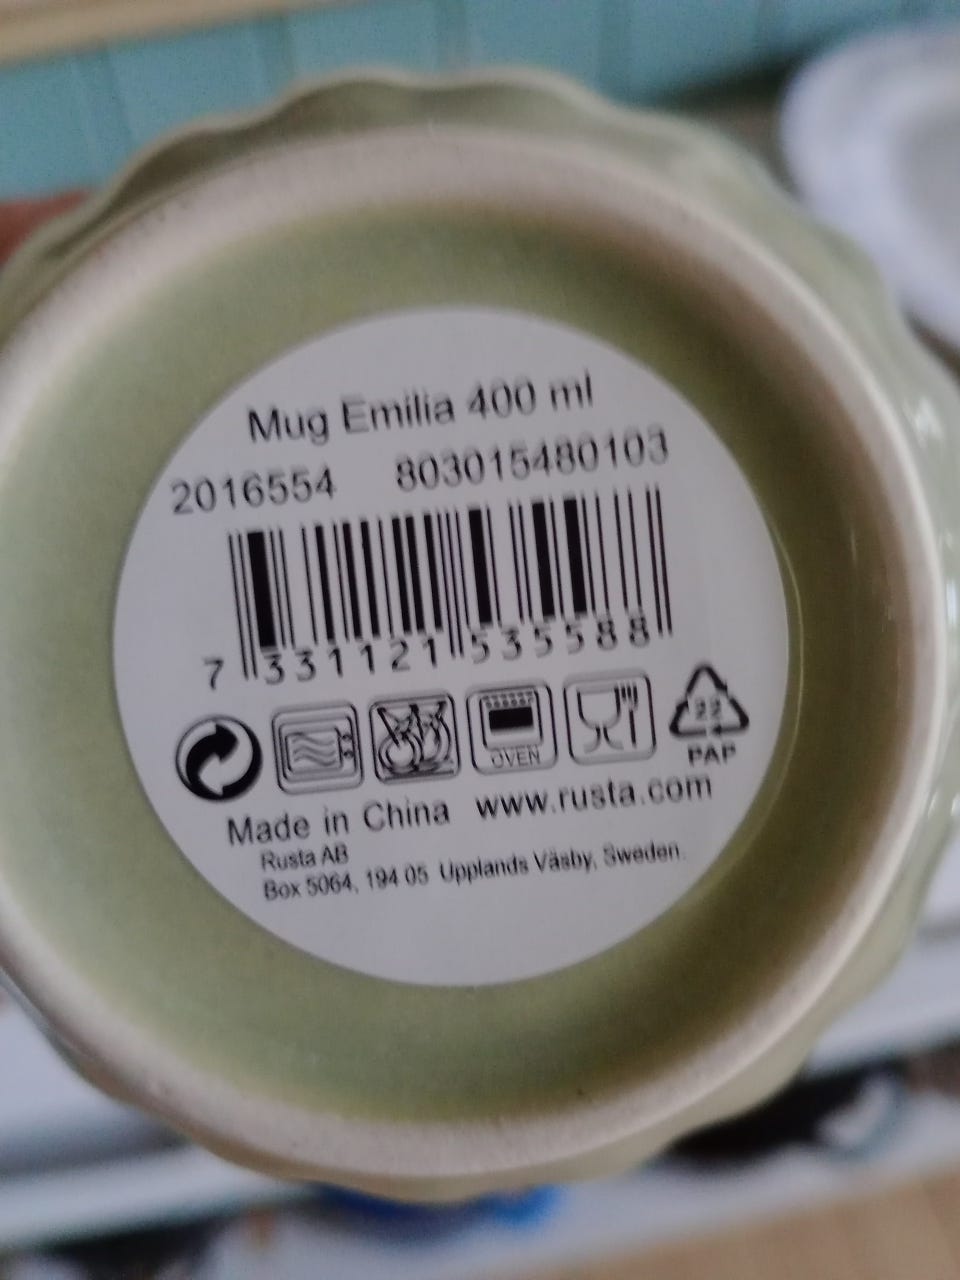 Mug Emilia 400 ml
2016554 803015480103
7 331121 535588
OVEN
22
PAP
Made in China www.rusta.com
Rusta AB
Box 5064, 194 05 Upplands Väsby, Sweden.